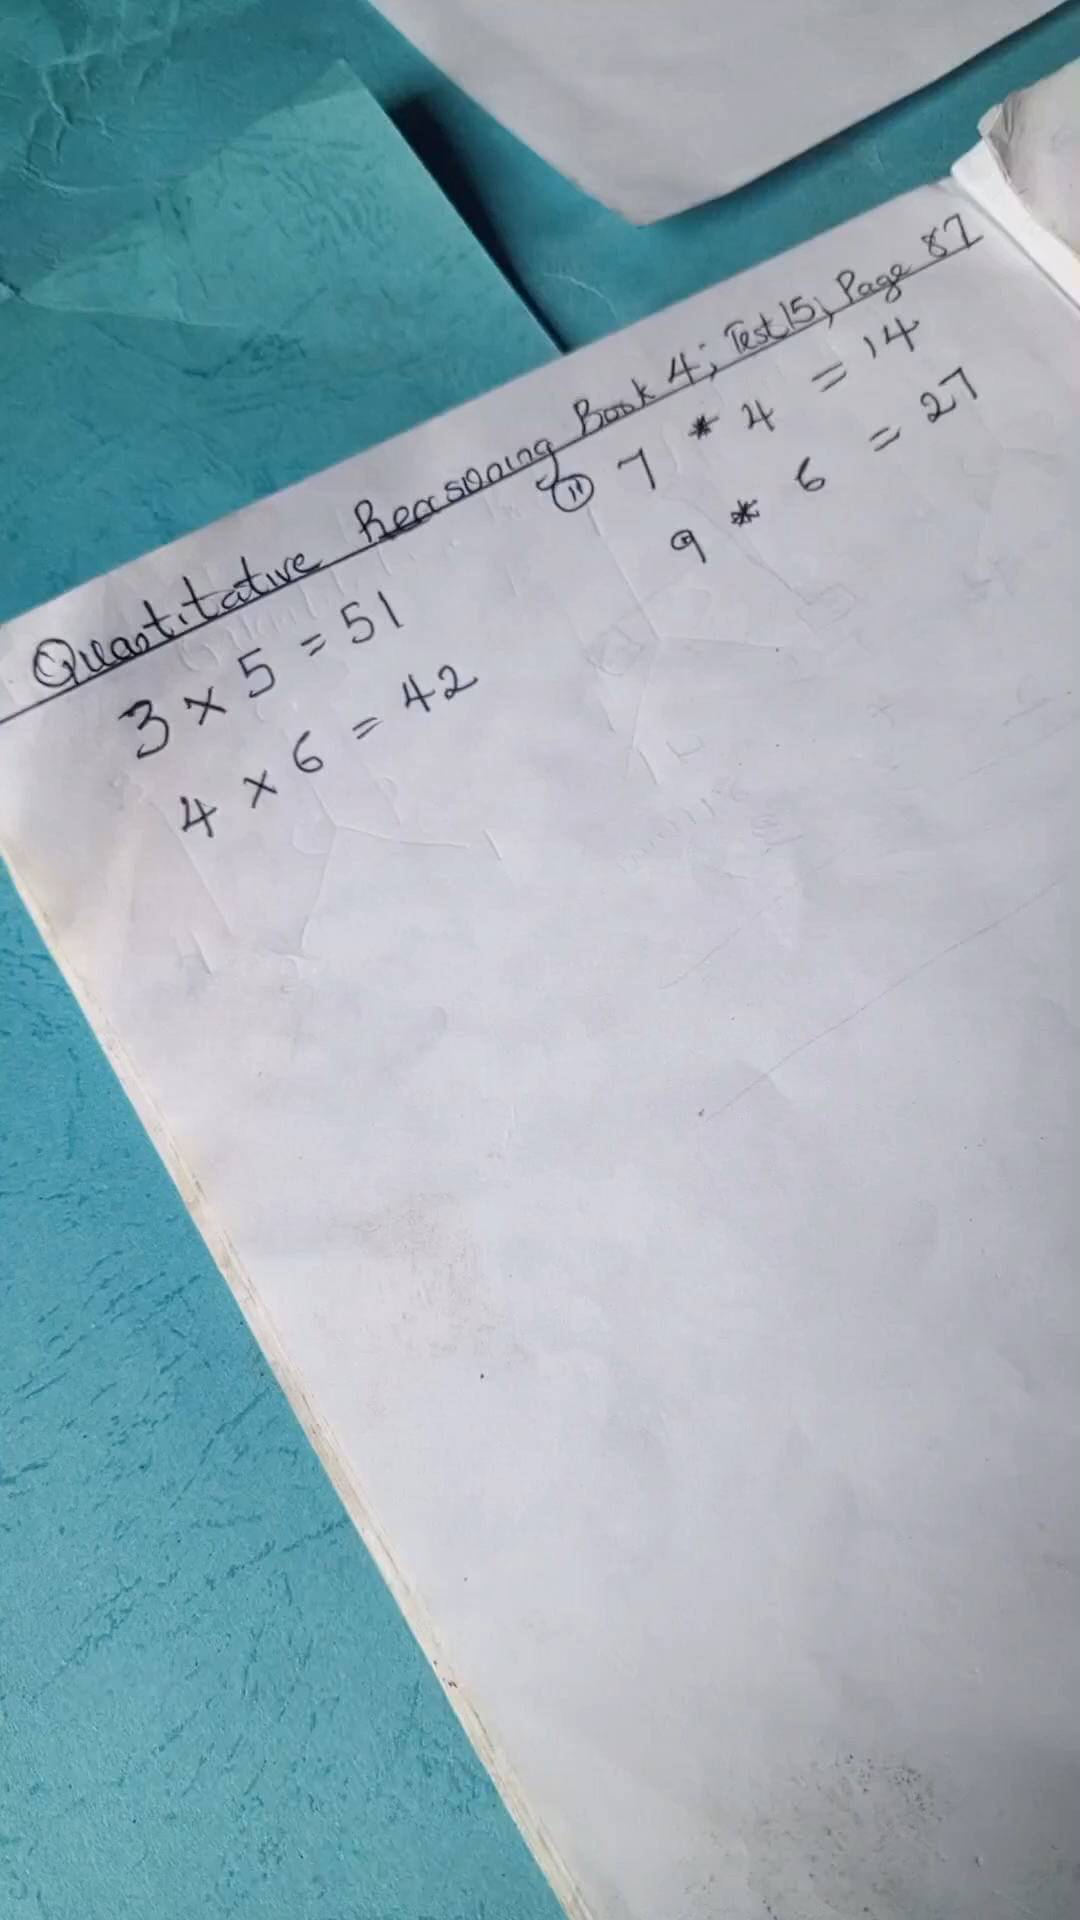 Quantitative Reasoning Book 4; Test 15, Page 87
3 × 5 = 51
4 × 6 = 42
(11) 7 * 4 = 14
9 * 6 = 27